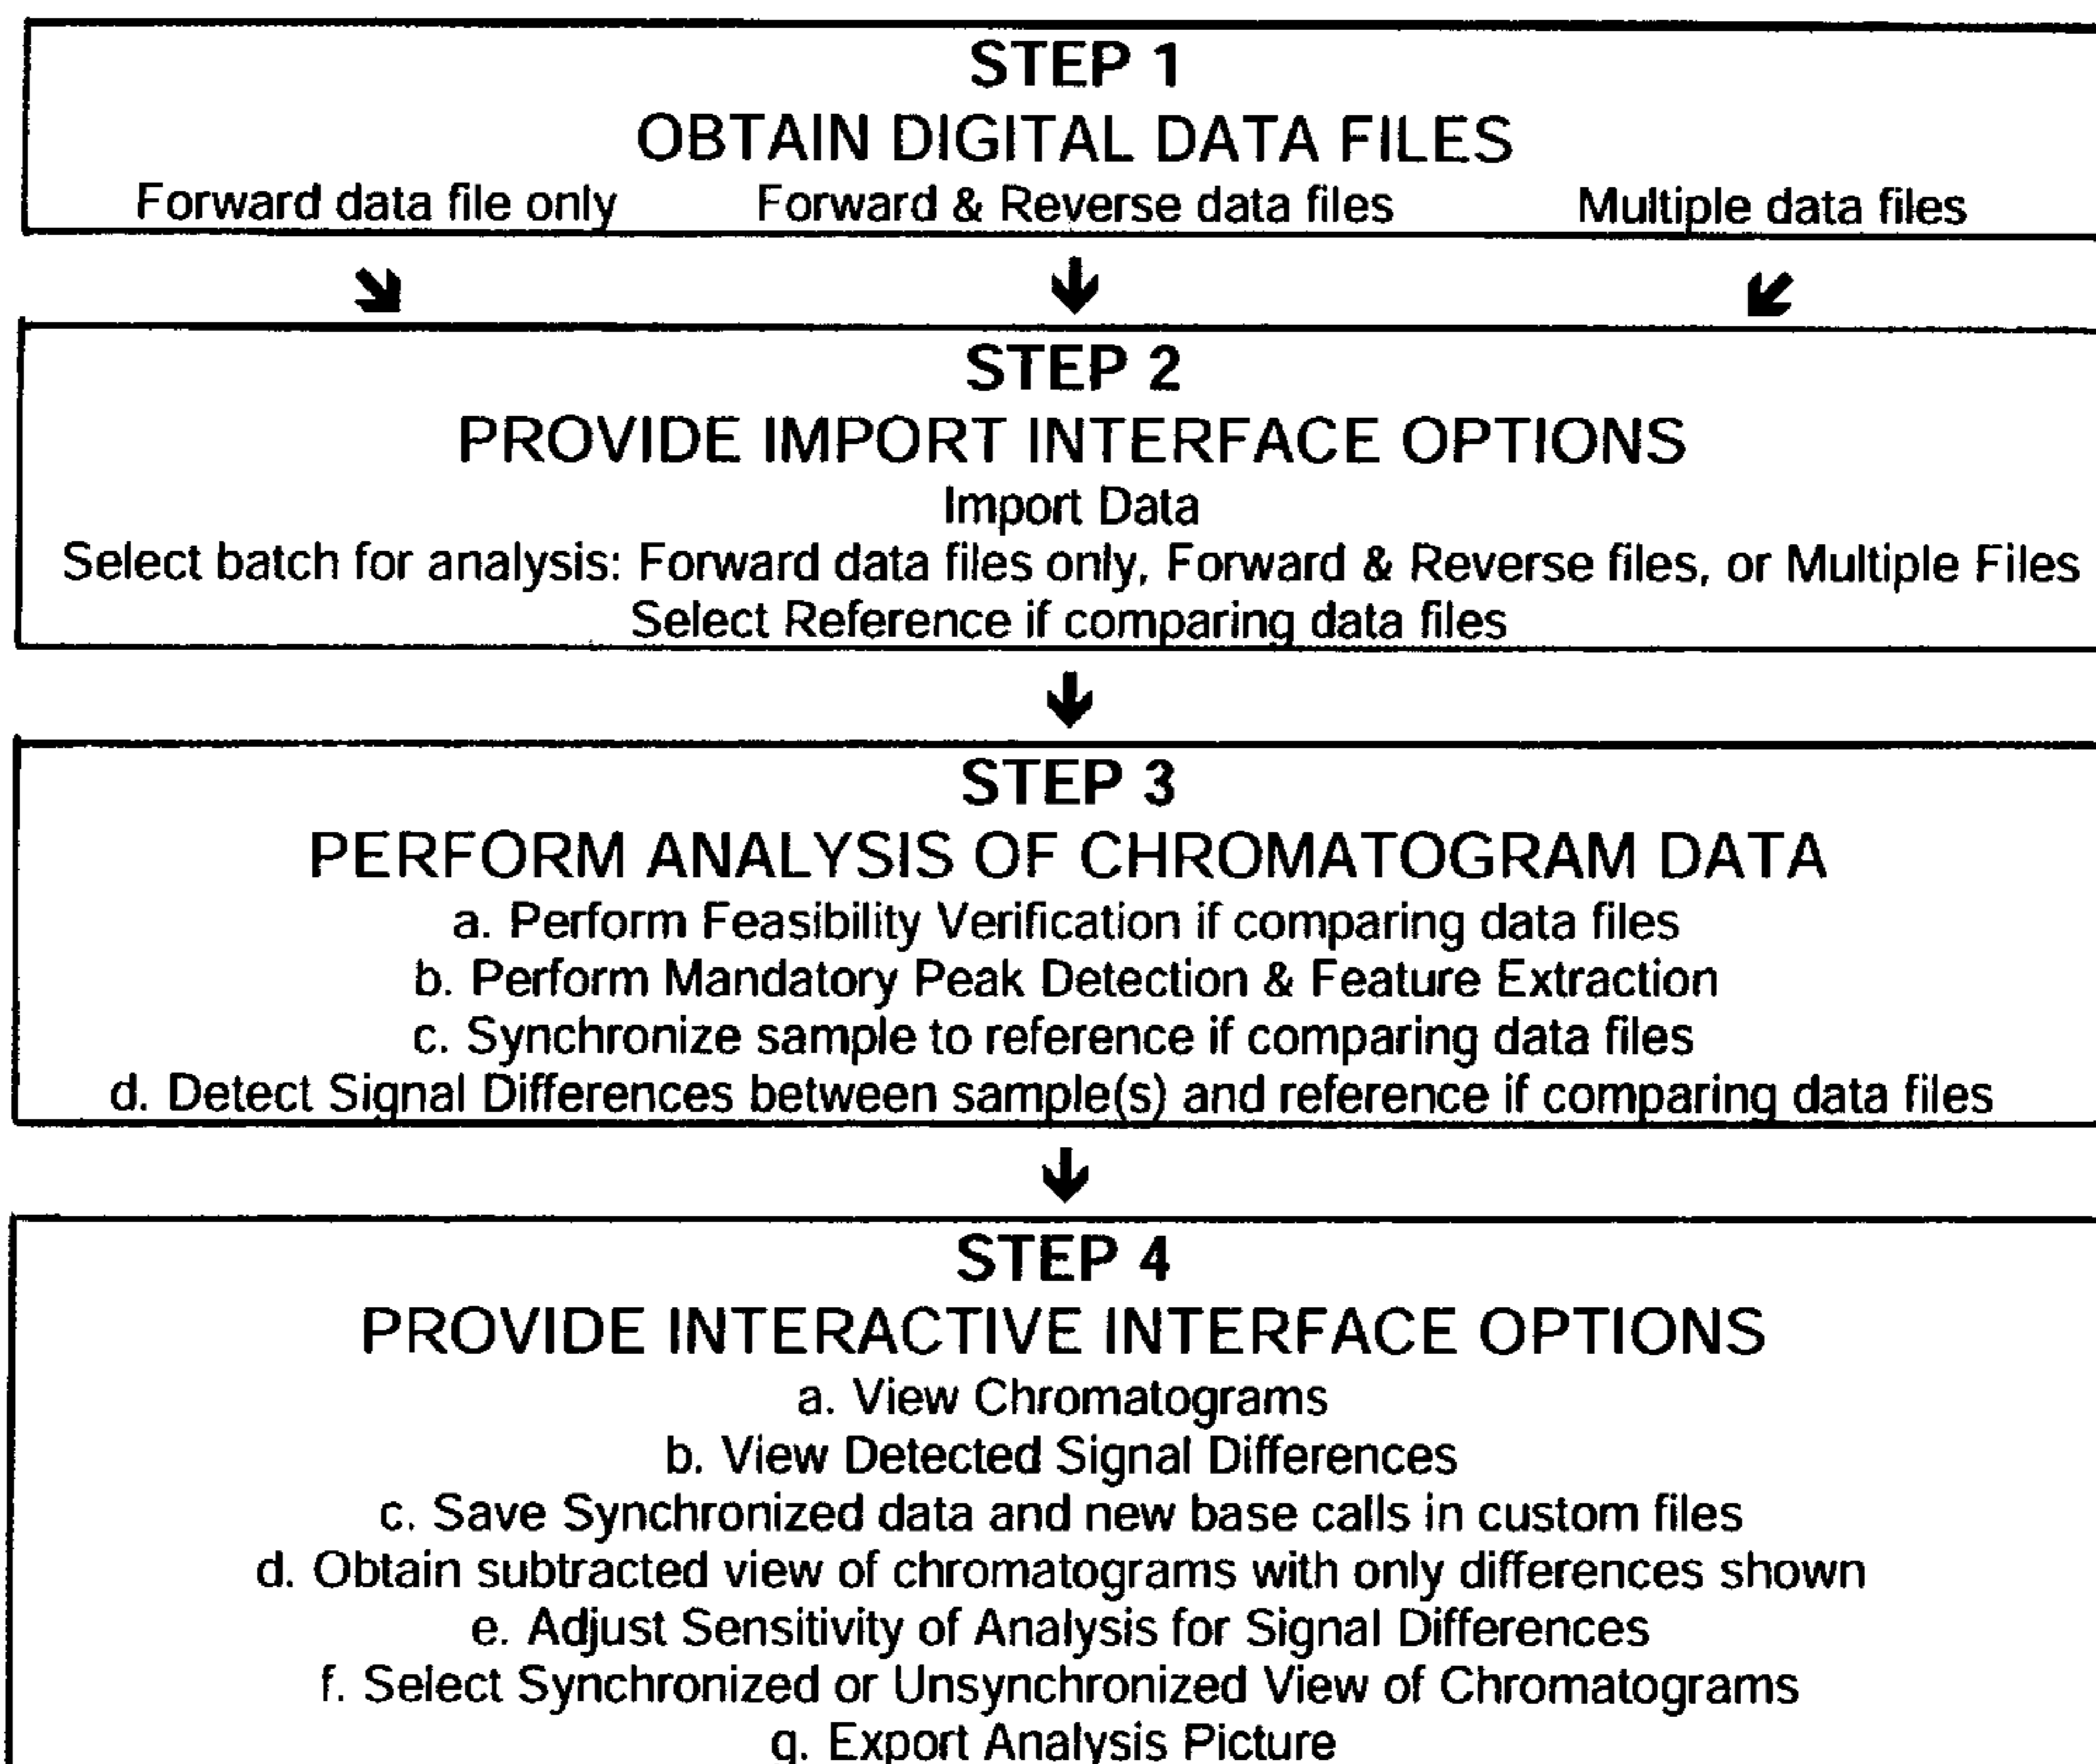 STEP 1
OBTAIN DIGITAL DATA FILES
Forward data file only Forward & Reverse data files Multiple data files
STEP 2
PROVIDE IMPORT INTERFACE OPTIONS
Import Data
Select batch for analysis: Forward data files only, Forward & Reverse files, or Multiple Files
Select Reference if comparing data files
STEP 3
PERFORM ANALYSIS OF CHROMATOGRAM DATA
a. Perform Feasibility Verification if comparing data files
b. Perform Mandatory Peak Detection & Feature Extraction
c. Synchronize sample to reference if comparing data files
d. Detect Signal Differences between sample(s) and reference if comparing data files
STEP 4
PROVIDE INTERACTIVE INTERFACE OPTIONS
a. View Chromatograms
b. View Detected Signal Differences
c. Save Synchronized data and new base calls in custom files
d. Obtain subtracted view of chromatograms with only differences shown
e. Adjust Sensitivity of Analysis for Signal Differences
f. Select Synchronized or Unsynchronized View of Chromatograms
g. Export Analysis Picture